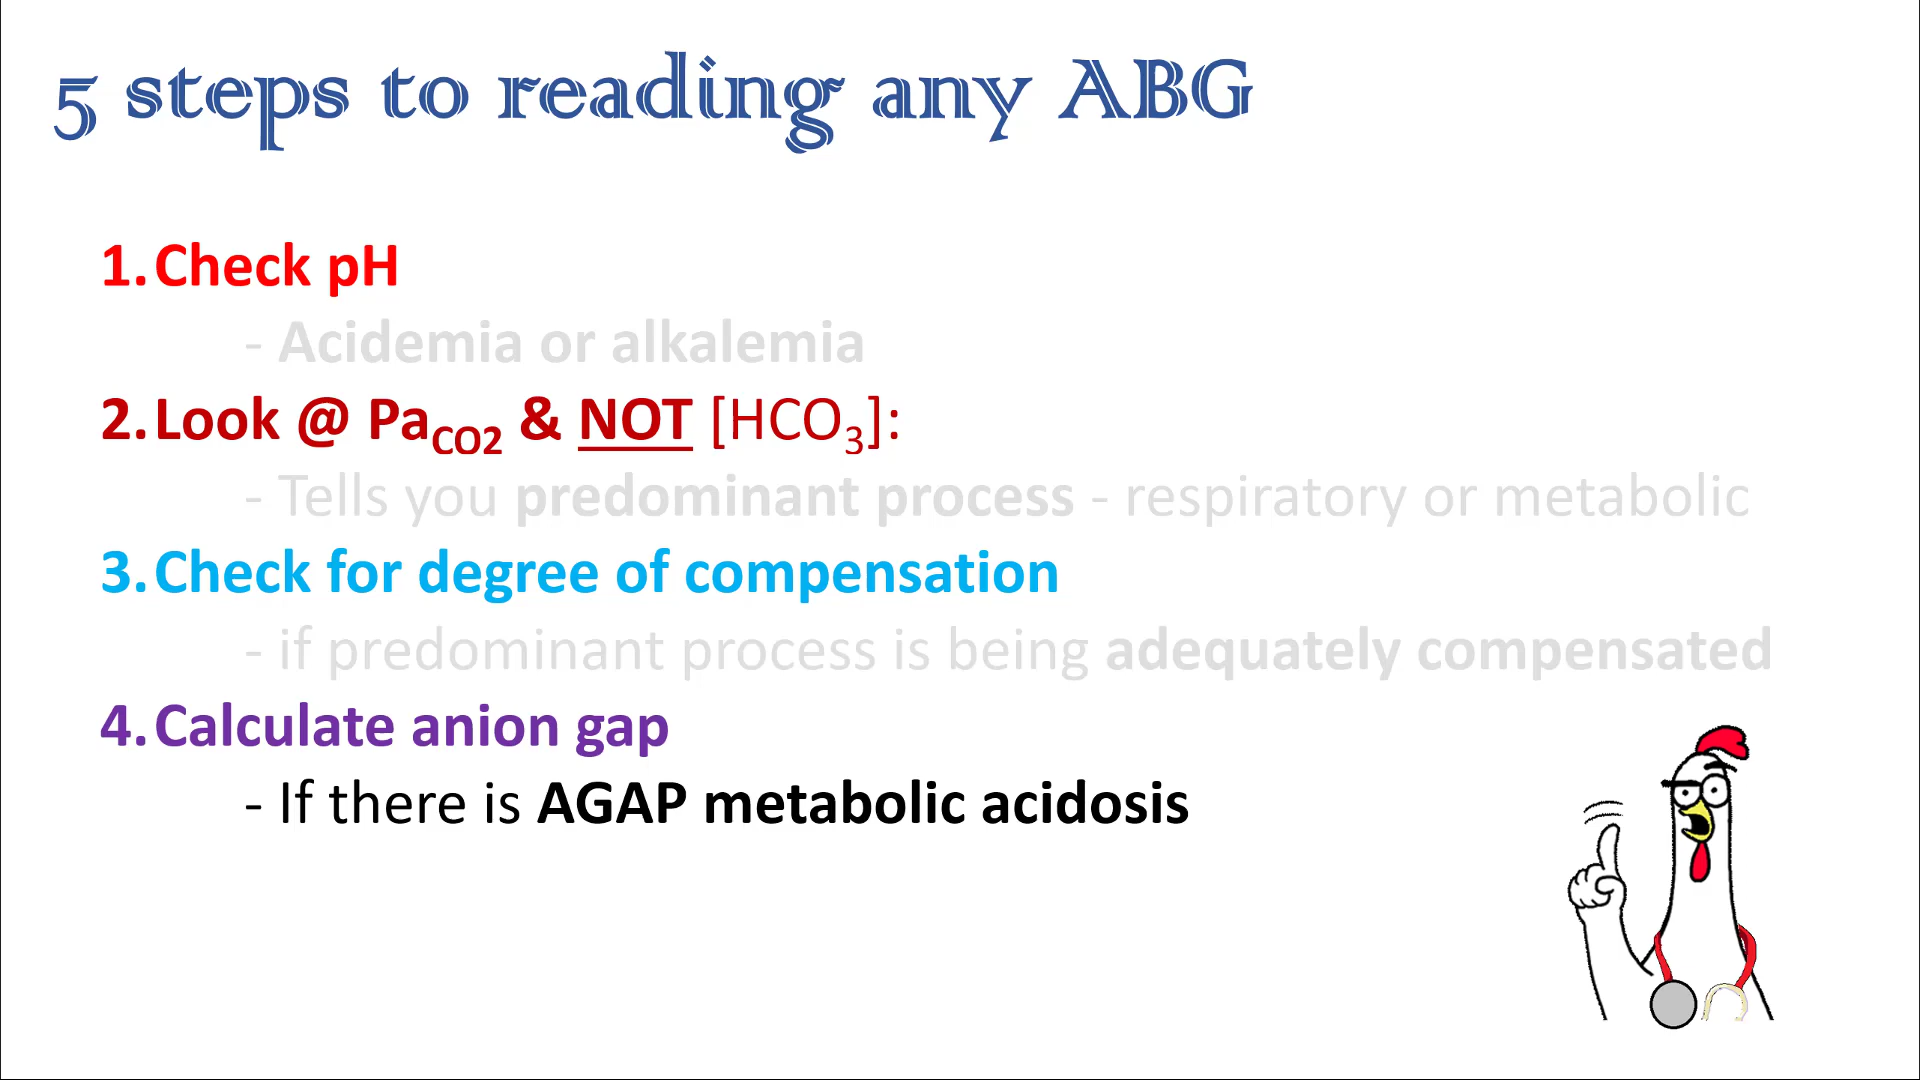 5 steps to reading any ABG
1. Check pH
- Acidemia or alkalemia
2. Look @ PaCO2 & NOT [HCO3]:
- Tells you predominant process - respiratory or metabolic
3. Check for degree of compensation
- if predominant process is being adequately compensated
4. Calculate anion gap
- If there is AGAP metabolic acidosis